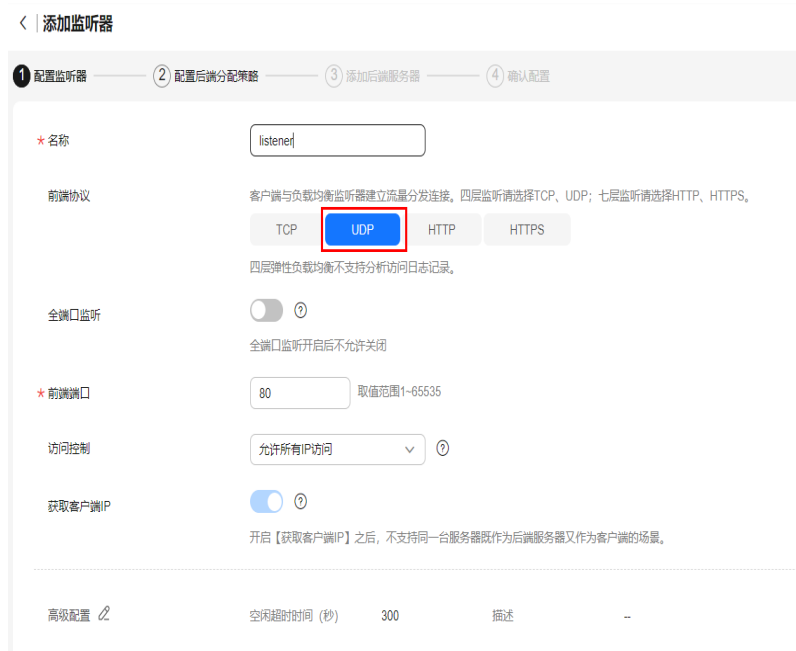 添加监听器
1 配置监听器 2 配置后端分配策略 3 添加后端服务器 4 确认配置
* 名称 listener
前端协议 客户端与负载均衡监听器建立流量分发连接。四层监听请选择TCP、UDP；七层监听请选择HTTP、HTTPS。
TCP UDP HTTP HTTPS
四层弹性负载均衡不支持分析访问日志记录。
全端口监听 ?
全端口监听开启后不允许关闭
* 前端端口 80 取值范围1~65535
访问控制 允许所有IP访问 ?
获取客户端IP ?
开启【获取客户端IP】之后，不支持同一台服务器既作为后端服务器又作为客户端的场景。
高级配置 空闲超时时间（秒） 300 描述 --